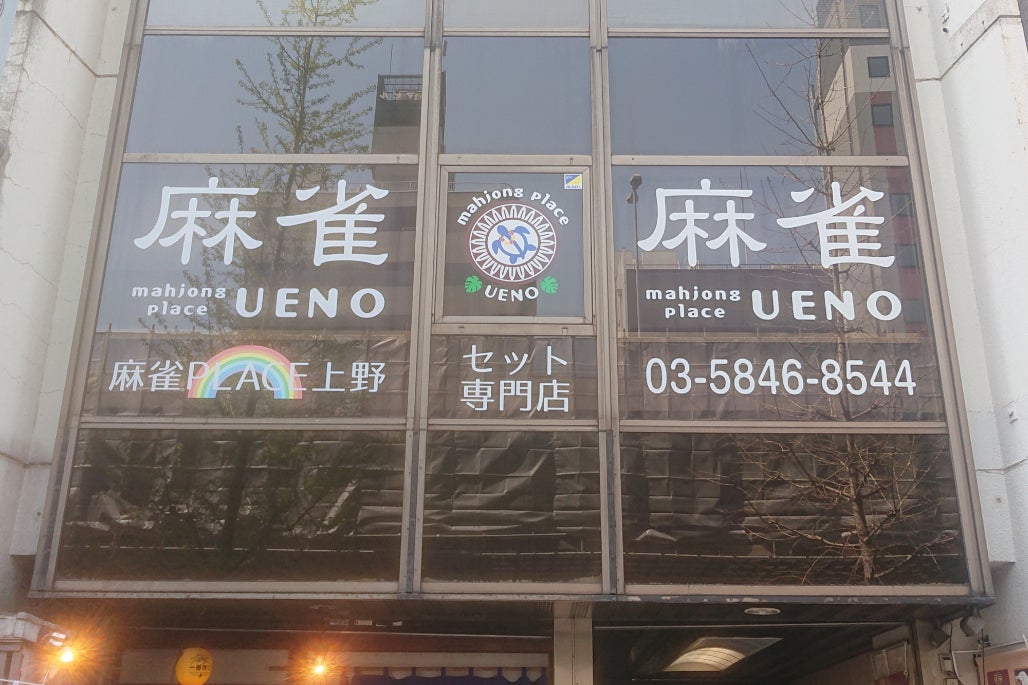 麻雀
mahjong
place
UENO
麻雀PLACE上野
mahjong place
UENO
セット
専門店
麻雀
mahjong
place
UENO
03-5846-8544